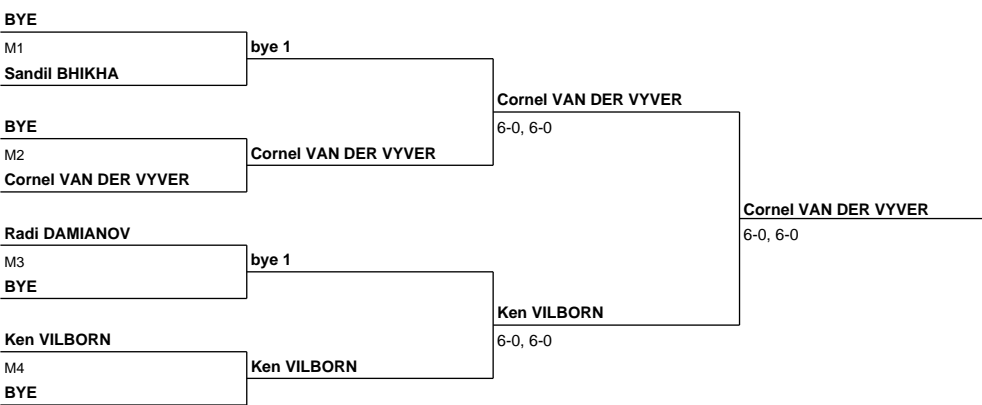 BYE
M1
bye 1
Sandil BHIKHA
Cornel VAN DER VYVER
BYE
6-0, 6-0
M2
Cornel VAN DER VYVER
Cornel VAN DER VYVER
Cornel VAN DER VYVER
Radi DAMIANOV
6-0, 6-0
M3
bye 1
BYE
Ken VILBORN
Ken VILBORN
6-0, 6-0
M4
Ken VILBORN
BYE